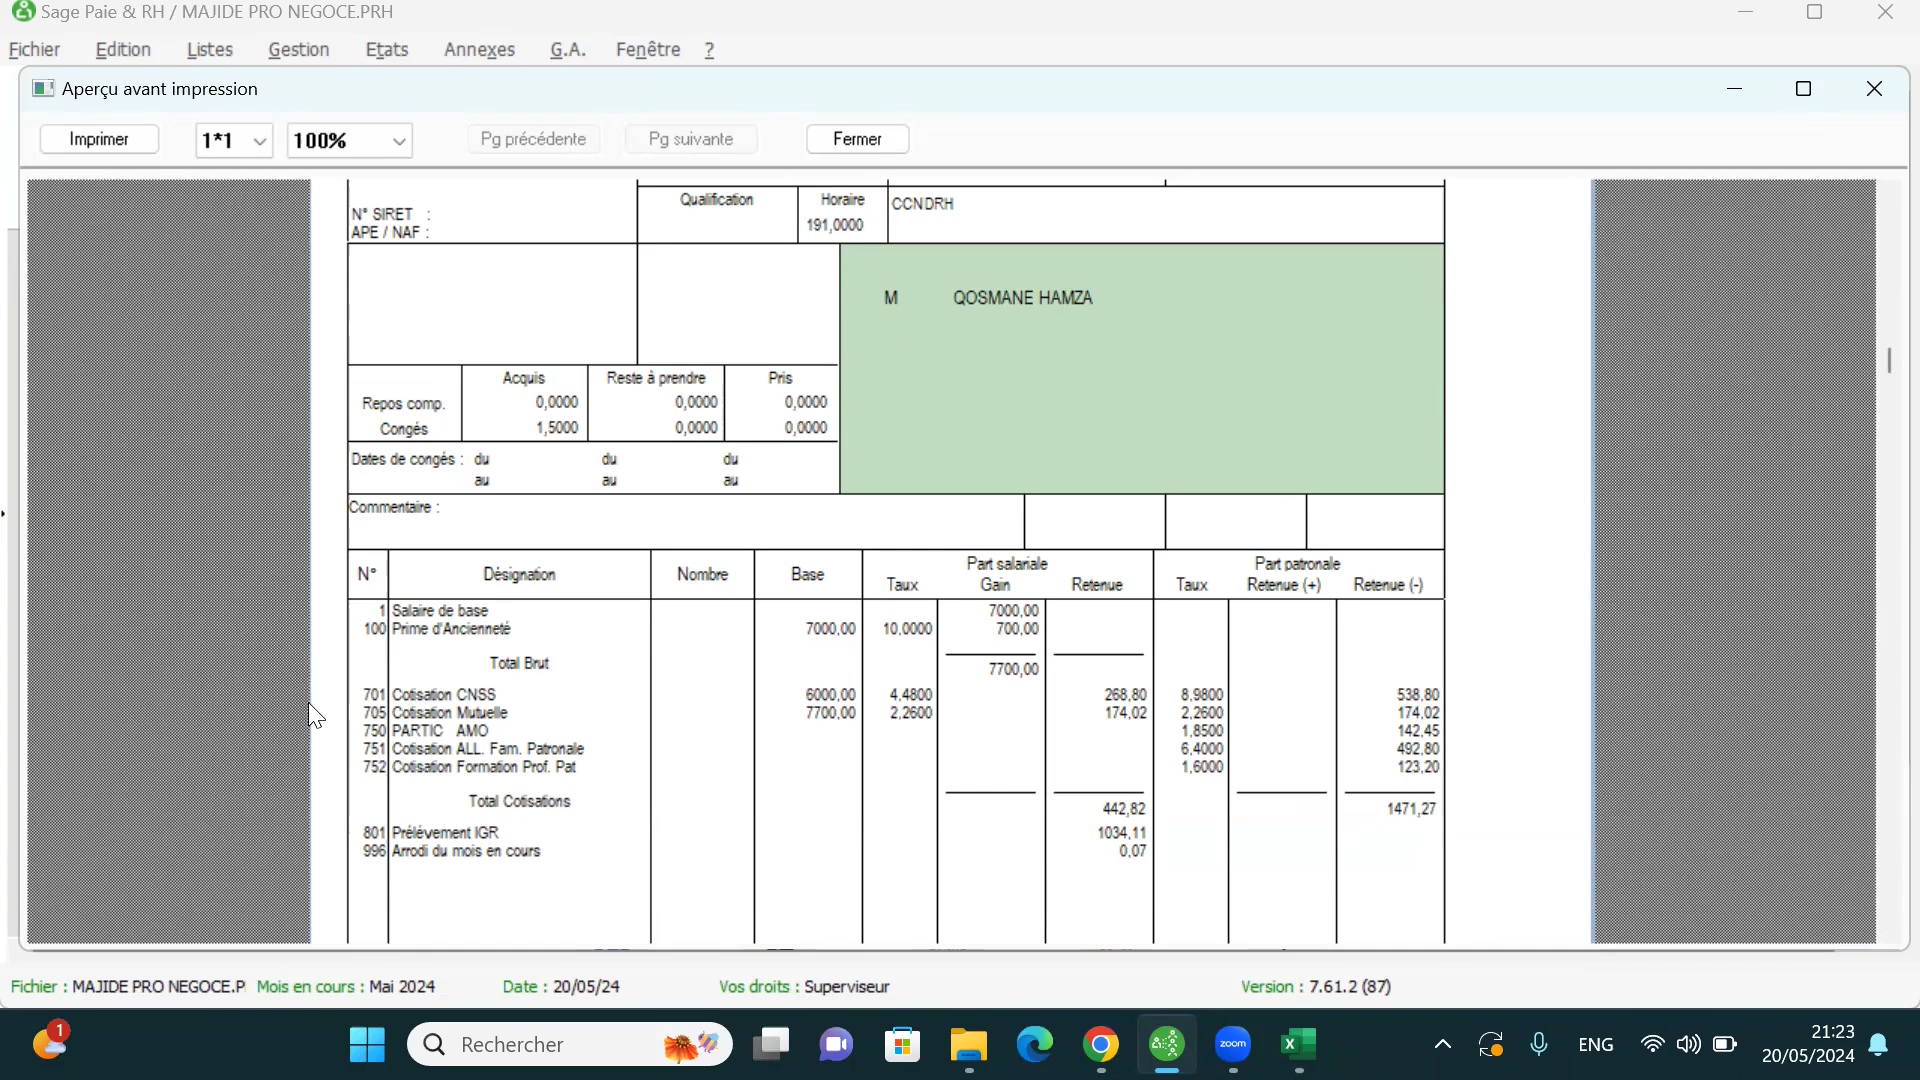 Sage Paie & RH / MAJIDE PRO NEGOCE.PRH
Fichier Edition Listes Gestion Etats Annexes G.A. Fenêtre ?
Aperçu avant impression
Imprimer 1*1 100% Pg précédente Pg suivante Fermer
Qualification Horaire CCNDRH
N° SIRET :
191,0000
APE / NAF :
M QOSMANE HAMZA
Acquis Reste à prendre Pris
Repos comp. 0,0000 0,0000 0,0000
Congés 1,5000 0,0000 0,0000
Dates de congés : du du du
au au au
Commentaire :
Part salariale Part patronale
N° Désignation Nombre Base Taux Gain Retenue Taux Retenue (+) Retenue (-)
1 Salaire de base 7000,00
100 Prime d'Ancienneté 7000,00 10,0000 700,00
Total Brut 7700,00
701 Cotisation CNSS 6000,00 4,4800 268,80 8,9800 538,80
705 Cotisation Mutuelle 7700,00 2,2600 174,02 2,2600 174,02
750 PARTIC AMO 1,8500 142,45
751 Cotisation ALL. Fam. Patronale 6,4000 492,80
752 Cotisation Formation Prof. Pat 1,6000 123,20
Total Cotisations 442,82 1471,27
801 Prélèvement IGR 1034,11
996 Arrodi du mois en cours 0,07
Fichier : MAJIDE PRO NEGOCE.P Mois en cours : Mai 2024 Date : 20/05/24 Vos droits : Superviseur Version : 7.61.2 (87)
1 Rechercher zoom ENG 21:23
20/05/2024